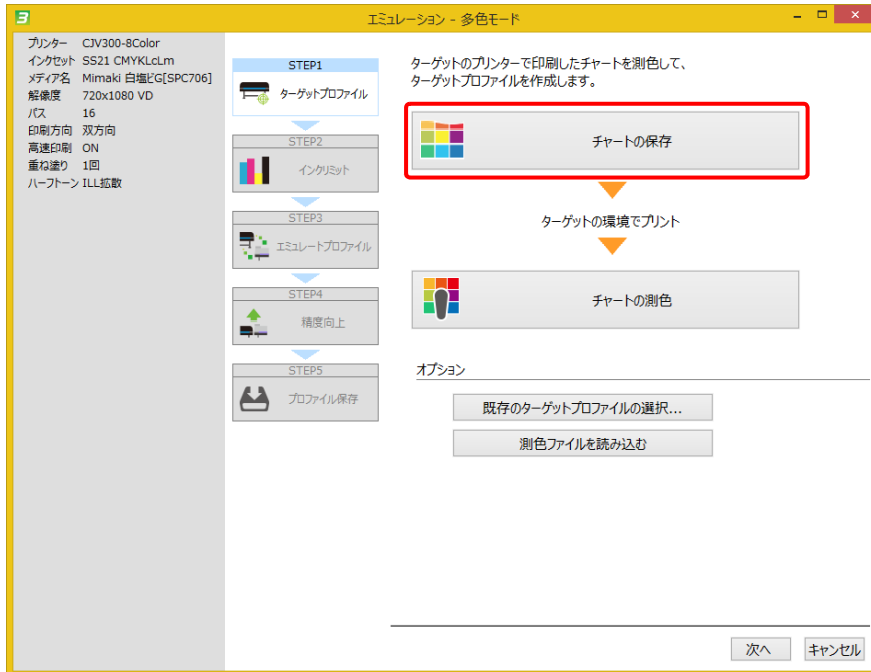 エミュレーション - 多色モード
プリンター CJV300-8Color
インクセット SS21 CMYKLcLm
メディア名 Mimaki 白塩ビG[SPC706]
解像度 720x1080 VD
パス 16
印刷方向 双方向
高速印刷 ON
重ね塗り 1回
ハーフトーン ILL拡散
STEP1
ターゲットプロファイル
STEP2
インクリミット
STEP3
エミュレートプロファイル
STEP4
精度向上
STEP5
プロファイル保存
ターゲットのプリンターで印刷したチャートを測色して、
ターゲットプロファイルを作成します。
チャートの保存
ターゲットの環境でプリント
チャートの測色
オプション
既存のターゲットプロファイルの選択...
測色ファイルを読み込む
次へ
キャンセル